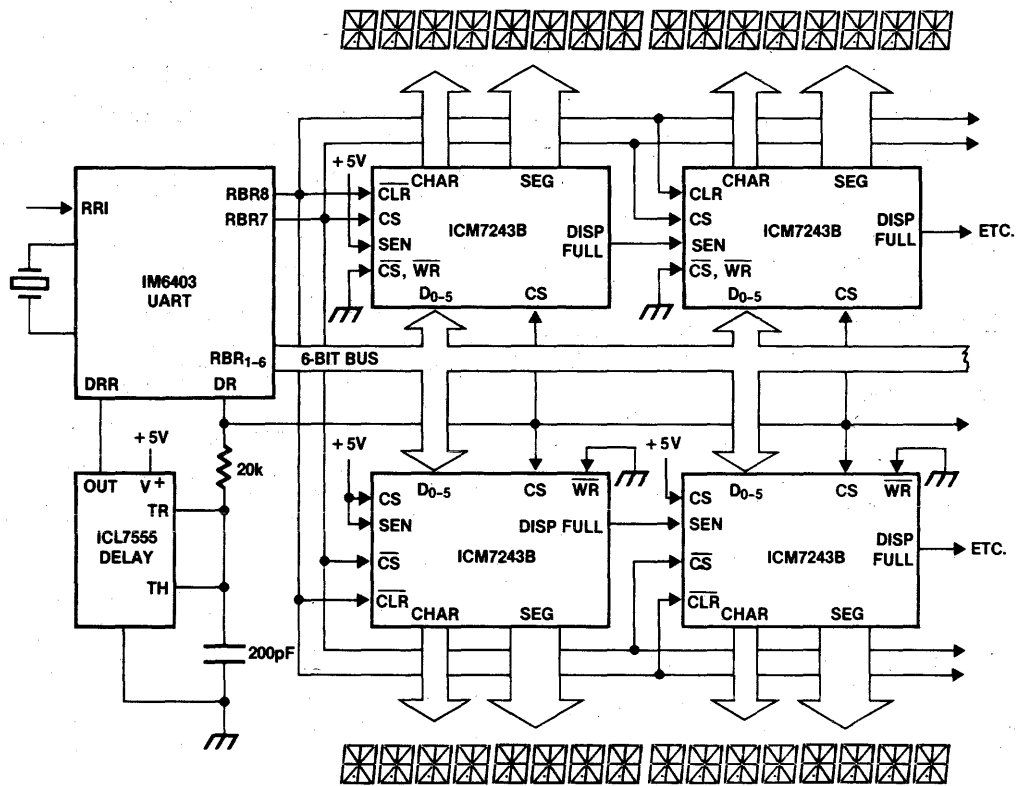 +5V
RBR8
CLR
CHAR
SEG
CLR
CHAR
SEG
RRI
RBR7
CS
ICM7243B
DISP
FULL
CS
ICM7243B
DISP
FULL
ETC.
SEN
SEN
IM6403
UART
CS, WR
D0-5
CS
CS, WR
D0-5
CS
RBR1-6
6-BIT BUS
DRR
DR
+5V
20k
+5V
+5V
OUT
V+
D0-5
CS
WR
D0-5
CS
WR
TR
CS
CS
ICL7555
DELAY
SEN
DISP FULL
SEN
DISP
FULL
ETC.
CS
ICM7243B
CS
ICM7243B
TH
CLR
CHAR
SEG
CLR
CHAR
SEG
200pF